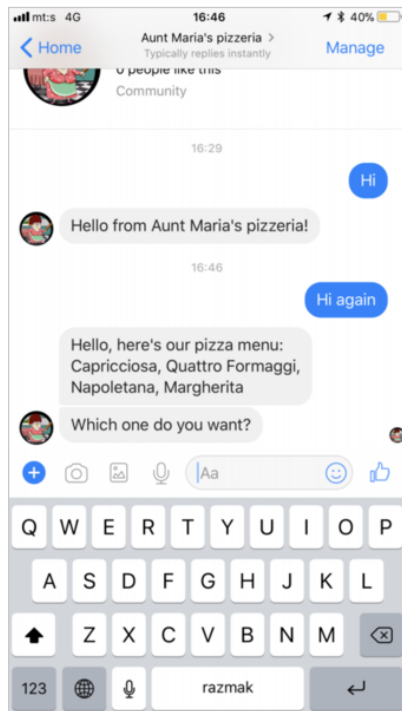 mt:s 4G 16:46 40%
Home Aunt Maria's pizzeria Manage
Typically replies instantly
0 people like this
Community
16:29
Hi
Hello from Aunt Maria's pizzeria!
16:46
Hi again
Hello, here's our pizza menu:
Capricciosa, Quattro Formaggi,
Napoletana, Margherita
Which one do you want?
Aa
Q W E R T Y U I O P
A S D F G H J K L
Z X C V B N M
123 razmak